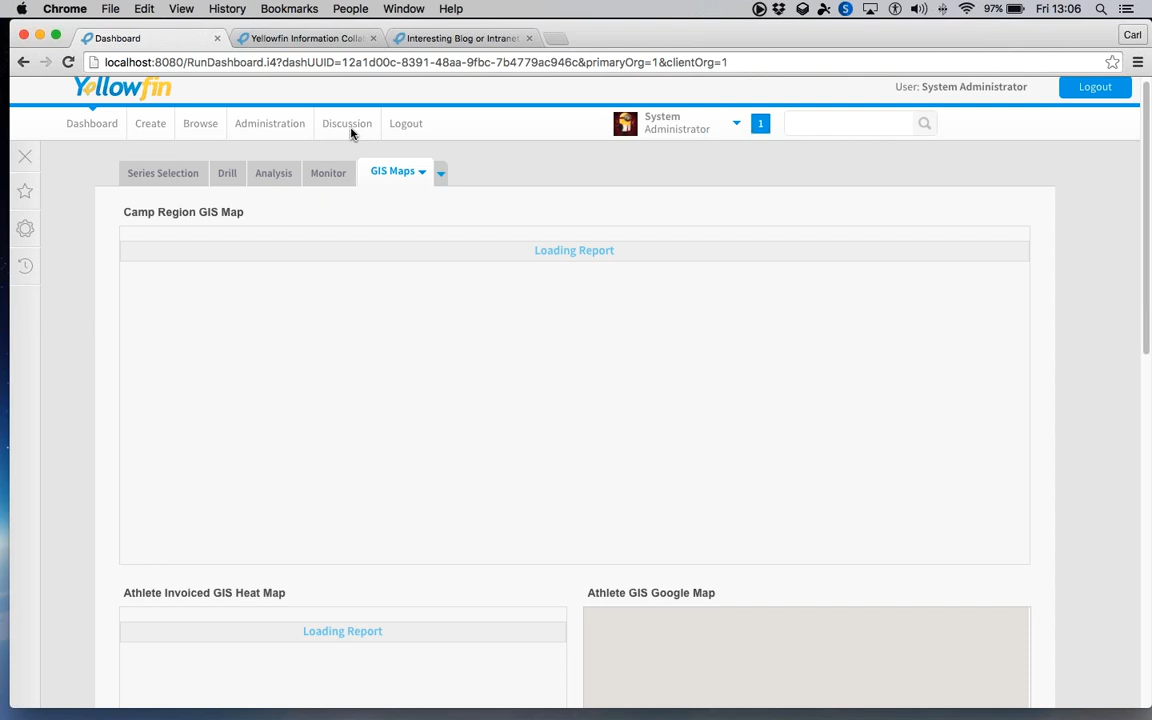 Chrome File Edit View History Bookmarks People Window Help 97% Fri 13:06
Dashboard Yellowfin Information Colla Interesting Blog or Intrane Carl
localhost:8080/RunDashboard.i4?dashUUID=12a1d00c-8391-48aa-9fbc-7b4779ac946c&primaryOrg=1&clientOrg=1
Yellowfin User: System Administrator Logout
Dashboard Create Browse Administration Discussion Logout System Administrator 1
Series Selection Drill Analysis Monitor GIS Maps
Camp Region GIS Map
Loading Report
Athlete Invoiced GIS Heat Map Athlete GIS Google Map
Loading Report